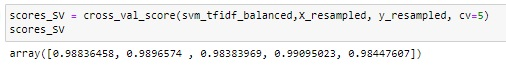 scores_SV = cross_val_score(svm_tfidf_balanced,X_resampled, y_resampled, cv=5)
scores_SV
array([0.98836458, 0.9896574 , 0.98383969, 0.99095023, 0.98447607])